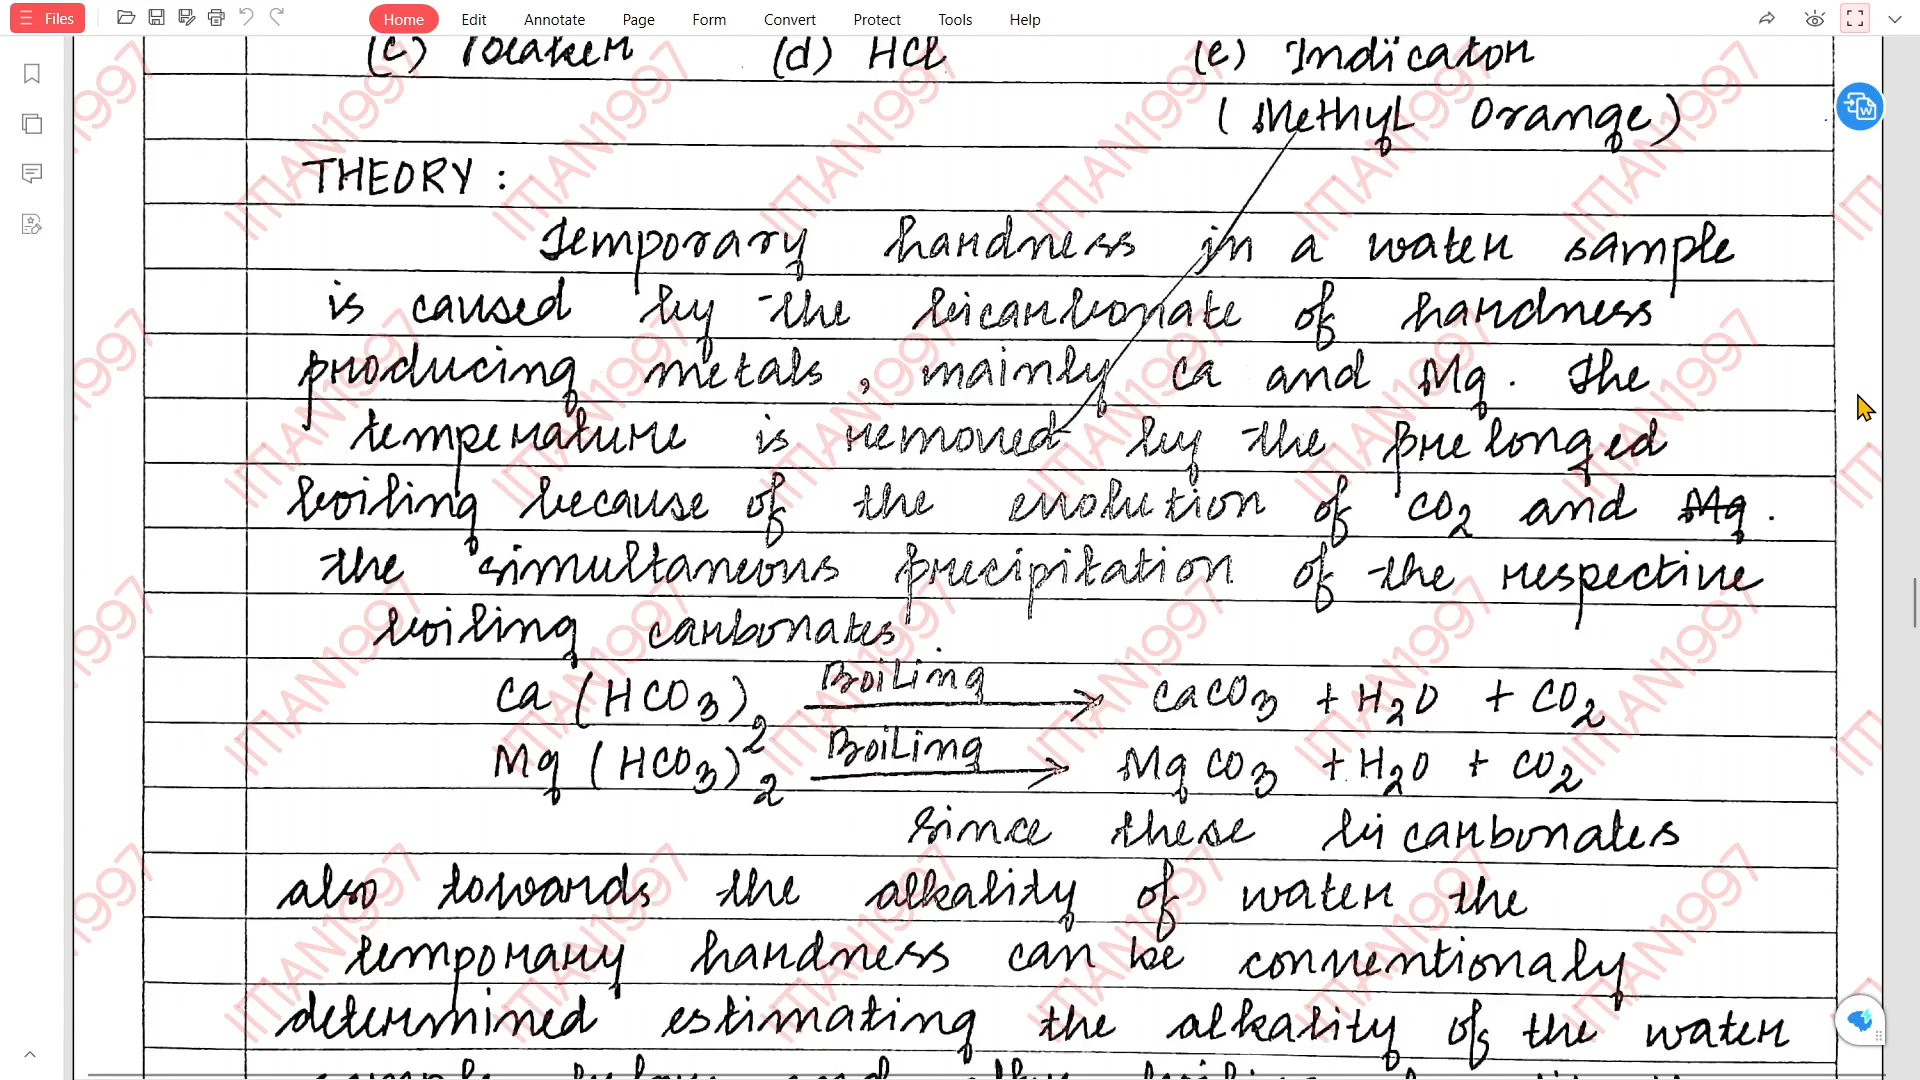 Files Home Edit Annotate Page Form Convert Protect Tools Help
(c) Beaker (d) HCl (e) Indicator
(Methyl Orange)
THEORY :
Temporary hardness in a water sample
is caused by the bicarbonate of hardness
producing metals, mainly Ca and Mg. The
temperature is removed by the prelonged
boiling because of the evolution of CO2 and Mg.
the simultaneous precipitation of the respective
boiling carbonates
Ca (HCO3)2 Boiling → CaCO3 + H2O + CO2
Mg (HCO3)2 Boiling → MgCO3 + H2O + CO2
Since these bicarbonates
also towards the alkality of water the
temporary hardness can be conventionaly
determined estimating the alkality of the water
IMAN1997